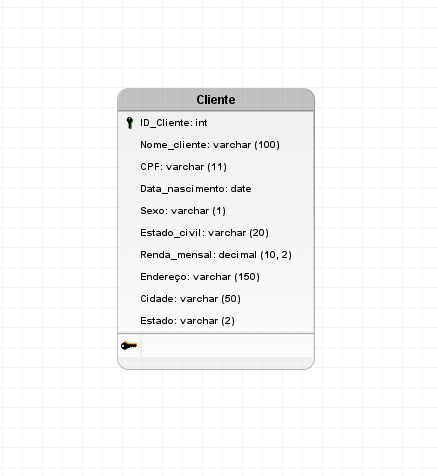 Cliente
ID_Cliente: int
Nome_cliente: varchar (100)
CPF: varchar (11)
Data_nascimento: date
Sexo: varchar (1)
Estado_civil: varchar (20)
Renda_mensal: decimal (10, 2)
Endereço: varchar (150)
Cidade: varchar (50)
Estado: varchar (2)